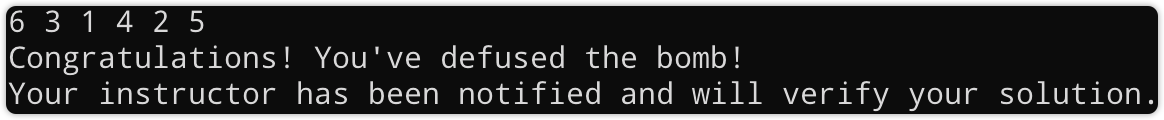 6 3 1 4 2 5
Congratulations! You've defused the bomb!
Your instructor has been notified and will verify your solution.